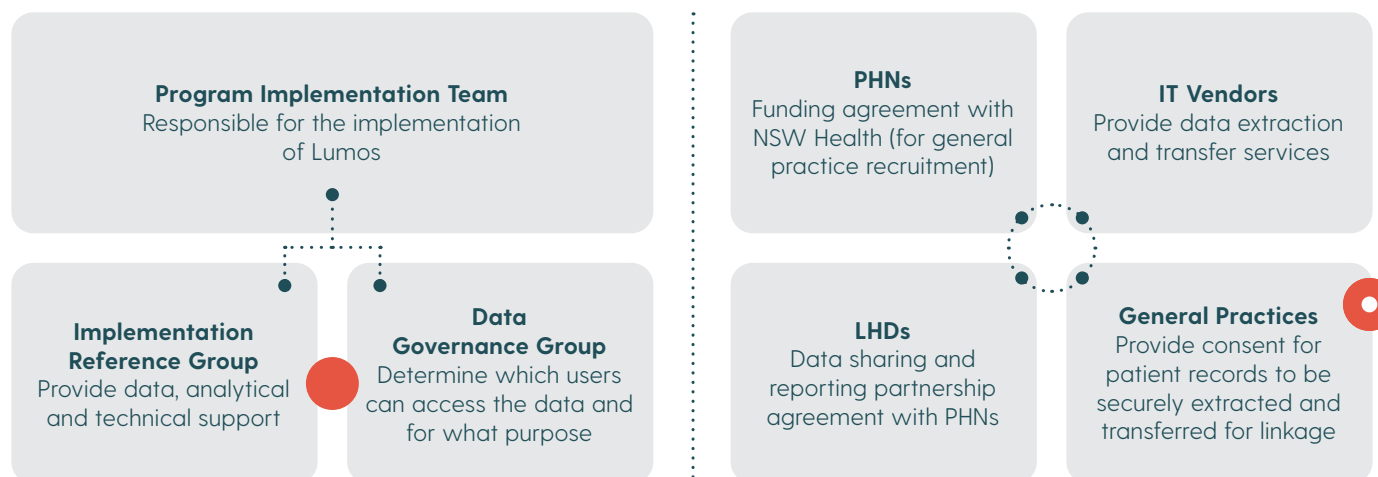 Program Implementation Team
Responsible for the implementation
of Lumos
Implementation
Reference Group
Provide data, analytical
and technical support
Data
Governance Group
Determine which users
can access the data and
for what purpose
PHNs
Funding agreement with
NSW Health (for general
practice recruitment)
IT Vendors
Provide data extraction
and transfer services
LHDs
Data sharing and
reporting partnership
agreement with PHNs
General Practices
Provide consent for
patient records to be
securely extracted and
transferred for linkage